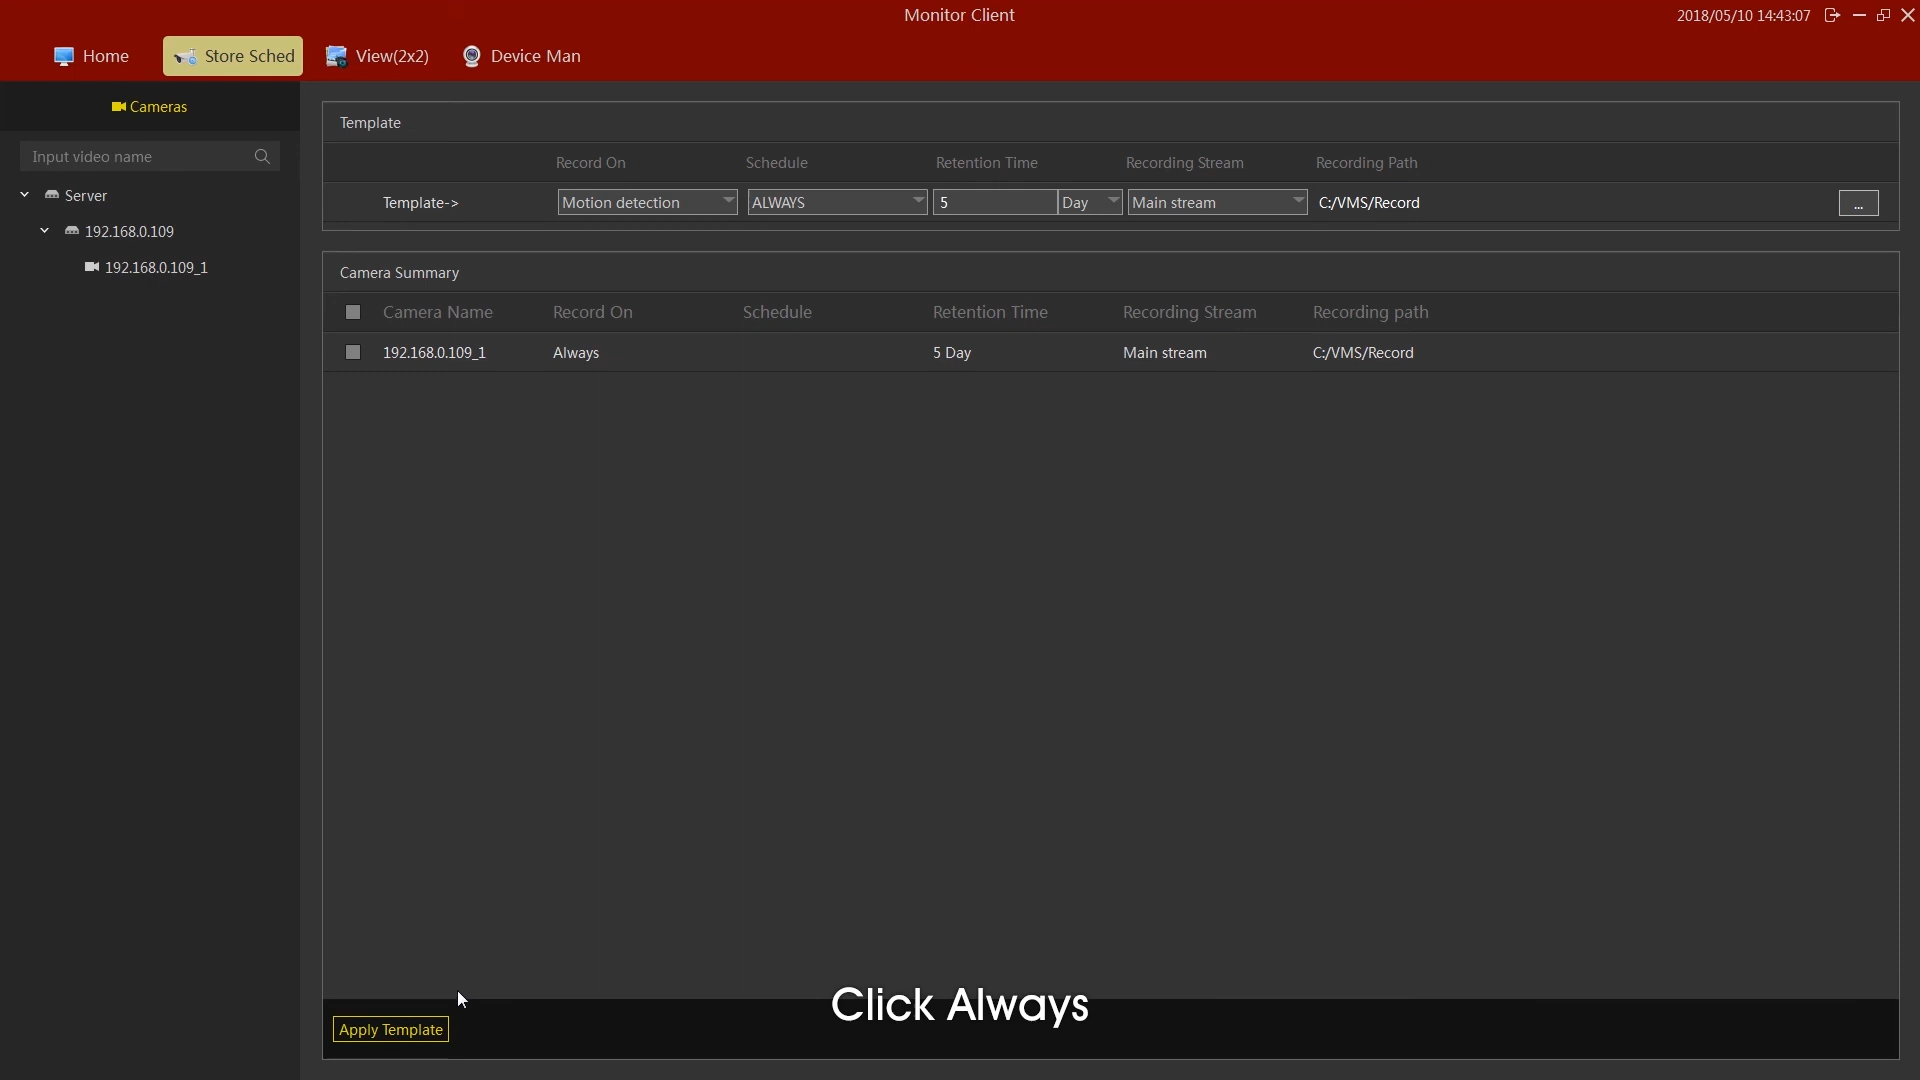 Monitor Client
2018/05/10 14:43:07
Home
Store Sched
View(2x2)
Device Man
Cameras
Input video name
Server
192.168.0.109
192.168.0.109_1
Template
Record On Schedule Retention Time Recording Stream Recording Path
Template-> Motion detection ALWAYS 5 Day Main stream C:/VMS/Record ...
Camera Summary
Camera Name Record On Schedule Retention Time Recording Stream Recording path
192.168.0.109_1 Always 5 Day Main stream C:/VMS/Record
Click Always
Apply Template